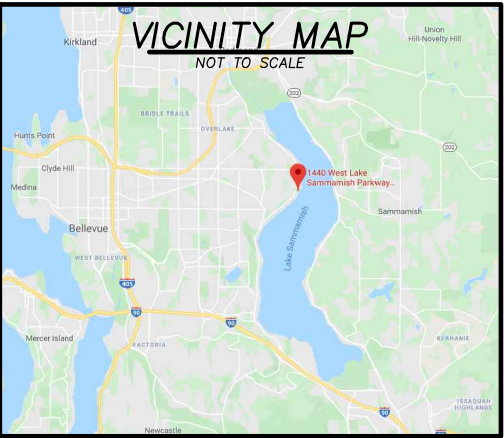 405
Union
Hill-Novelty Hill
Kirkland
VICINITY MAP
NOT TO SCALE
202
BRIDLE TRAILS
OVERLAKE
Hunts Point
202
Clyde Hill
1440 West Lake
Sammamish Parkway...
Medina
Sammamish
Bellevue
Lake Sammamish
WEST BELLEVUE
405
90
90
Mercer Island
FACTORIA
KLAHANIE
ISSAQUAH
HIGHLANDS
90
Newcastle